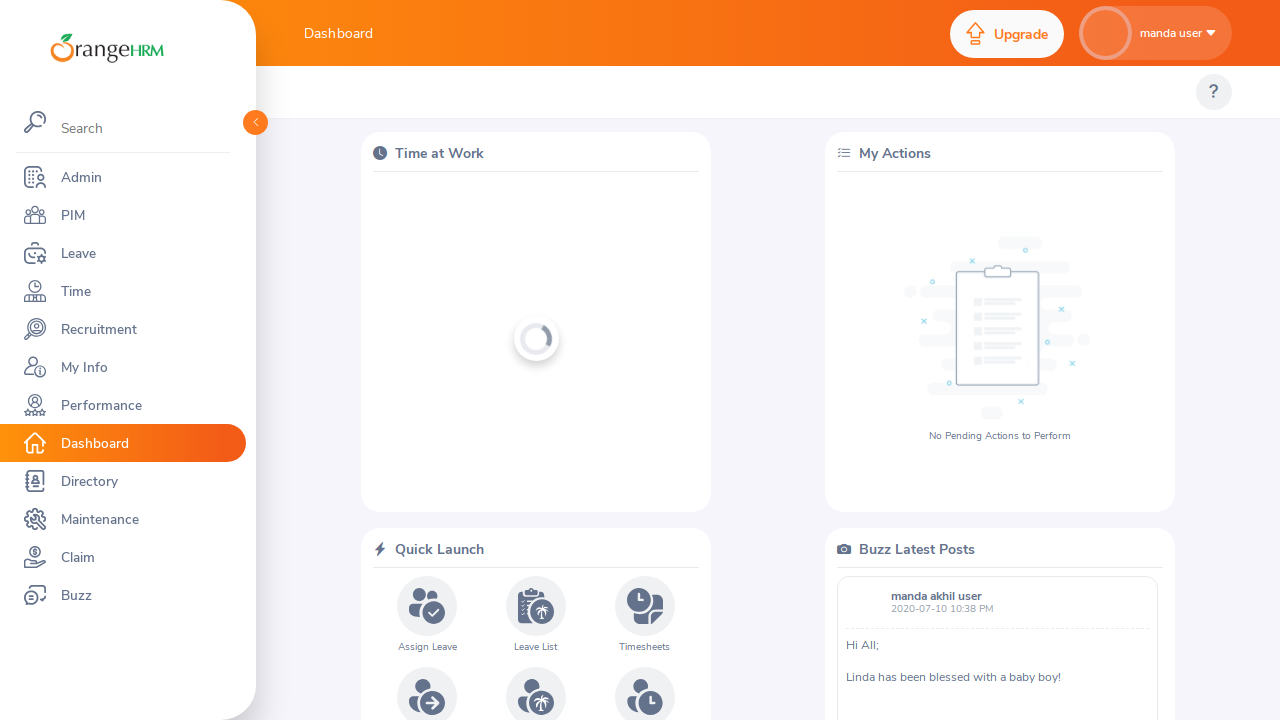 OrangeHRM
Dashboard
Upgrade
manda user
?
Search
Admin
PIM
Leave
Time
Recruitment
My Info
Performance
Dashboard
Directory
Maintenance
Claim
Buzz
Time at Work
My Actions
No Pending Actions to Perform
Quick Launch
Assign Leave
Leave List
Timesheets
Buzz Latest Posts
manda akhil user
2020-07-10 10:38 PM
Hi All;
Linda has been blessed with a baby boy!